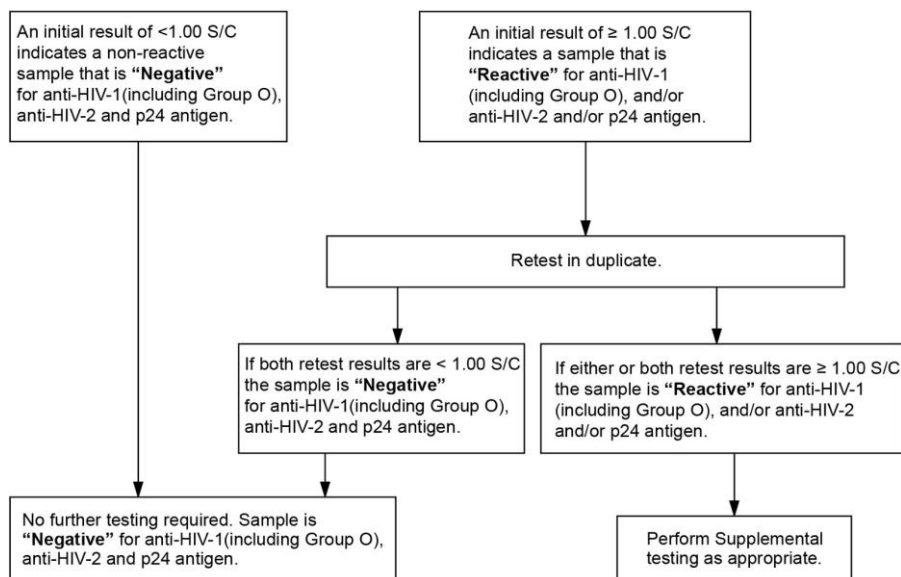 An initial result of <1.00 S/C
indicates a non-reactive
sample that is “Negative”
for anti-HIV-1(including Group O),
anti-HIV-2 and p24 antigen.
An initial result of ≥ 1.00 S/C
indicates a sample that is
“Reactive” for anti-HIV-1
(including Group O), and/or
anti-HIV-2 and/or p24 antigen.
Retest in duplicate.
If both retest results are < 1.00 S/C
the sample is “Negative”
for anti-HIV-1(including Group O),
anti-HIV-2 and p24 antigen.
If either or both retest results are ≥ 1.00 S/C
the sample is “Reactive” for anti-HIV-1
(including Group O), and/or anti-HIV-2
and/or p24 antigen.
No further testing required. Sample is
“Negative” for anti-HIV-1(including Group O),
anti-HIV-2 and p24 antigen.
Perform Supplemental
testing as appropriate.